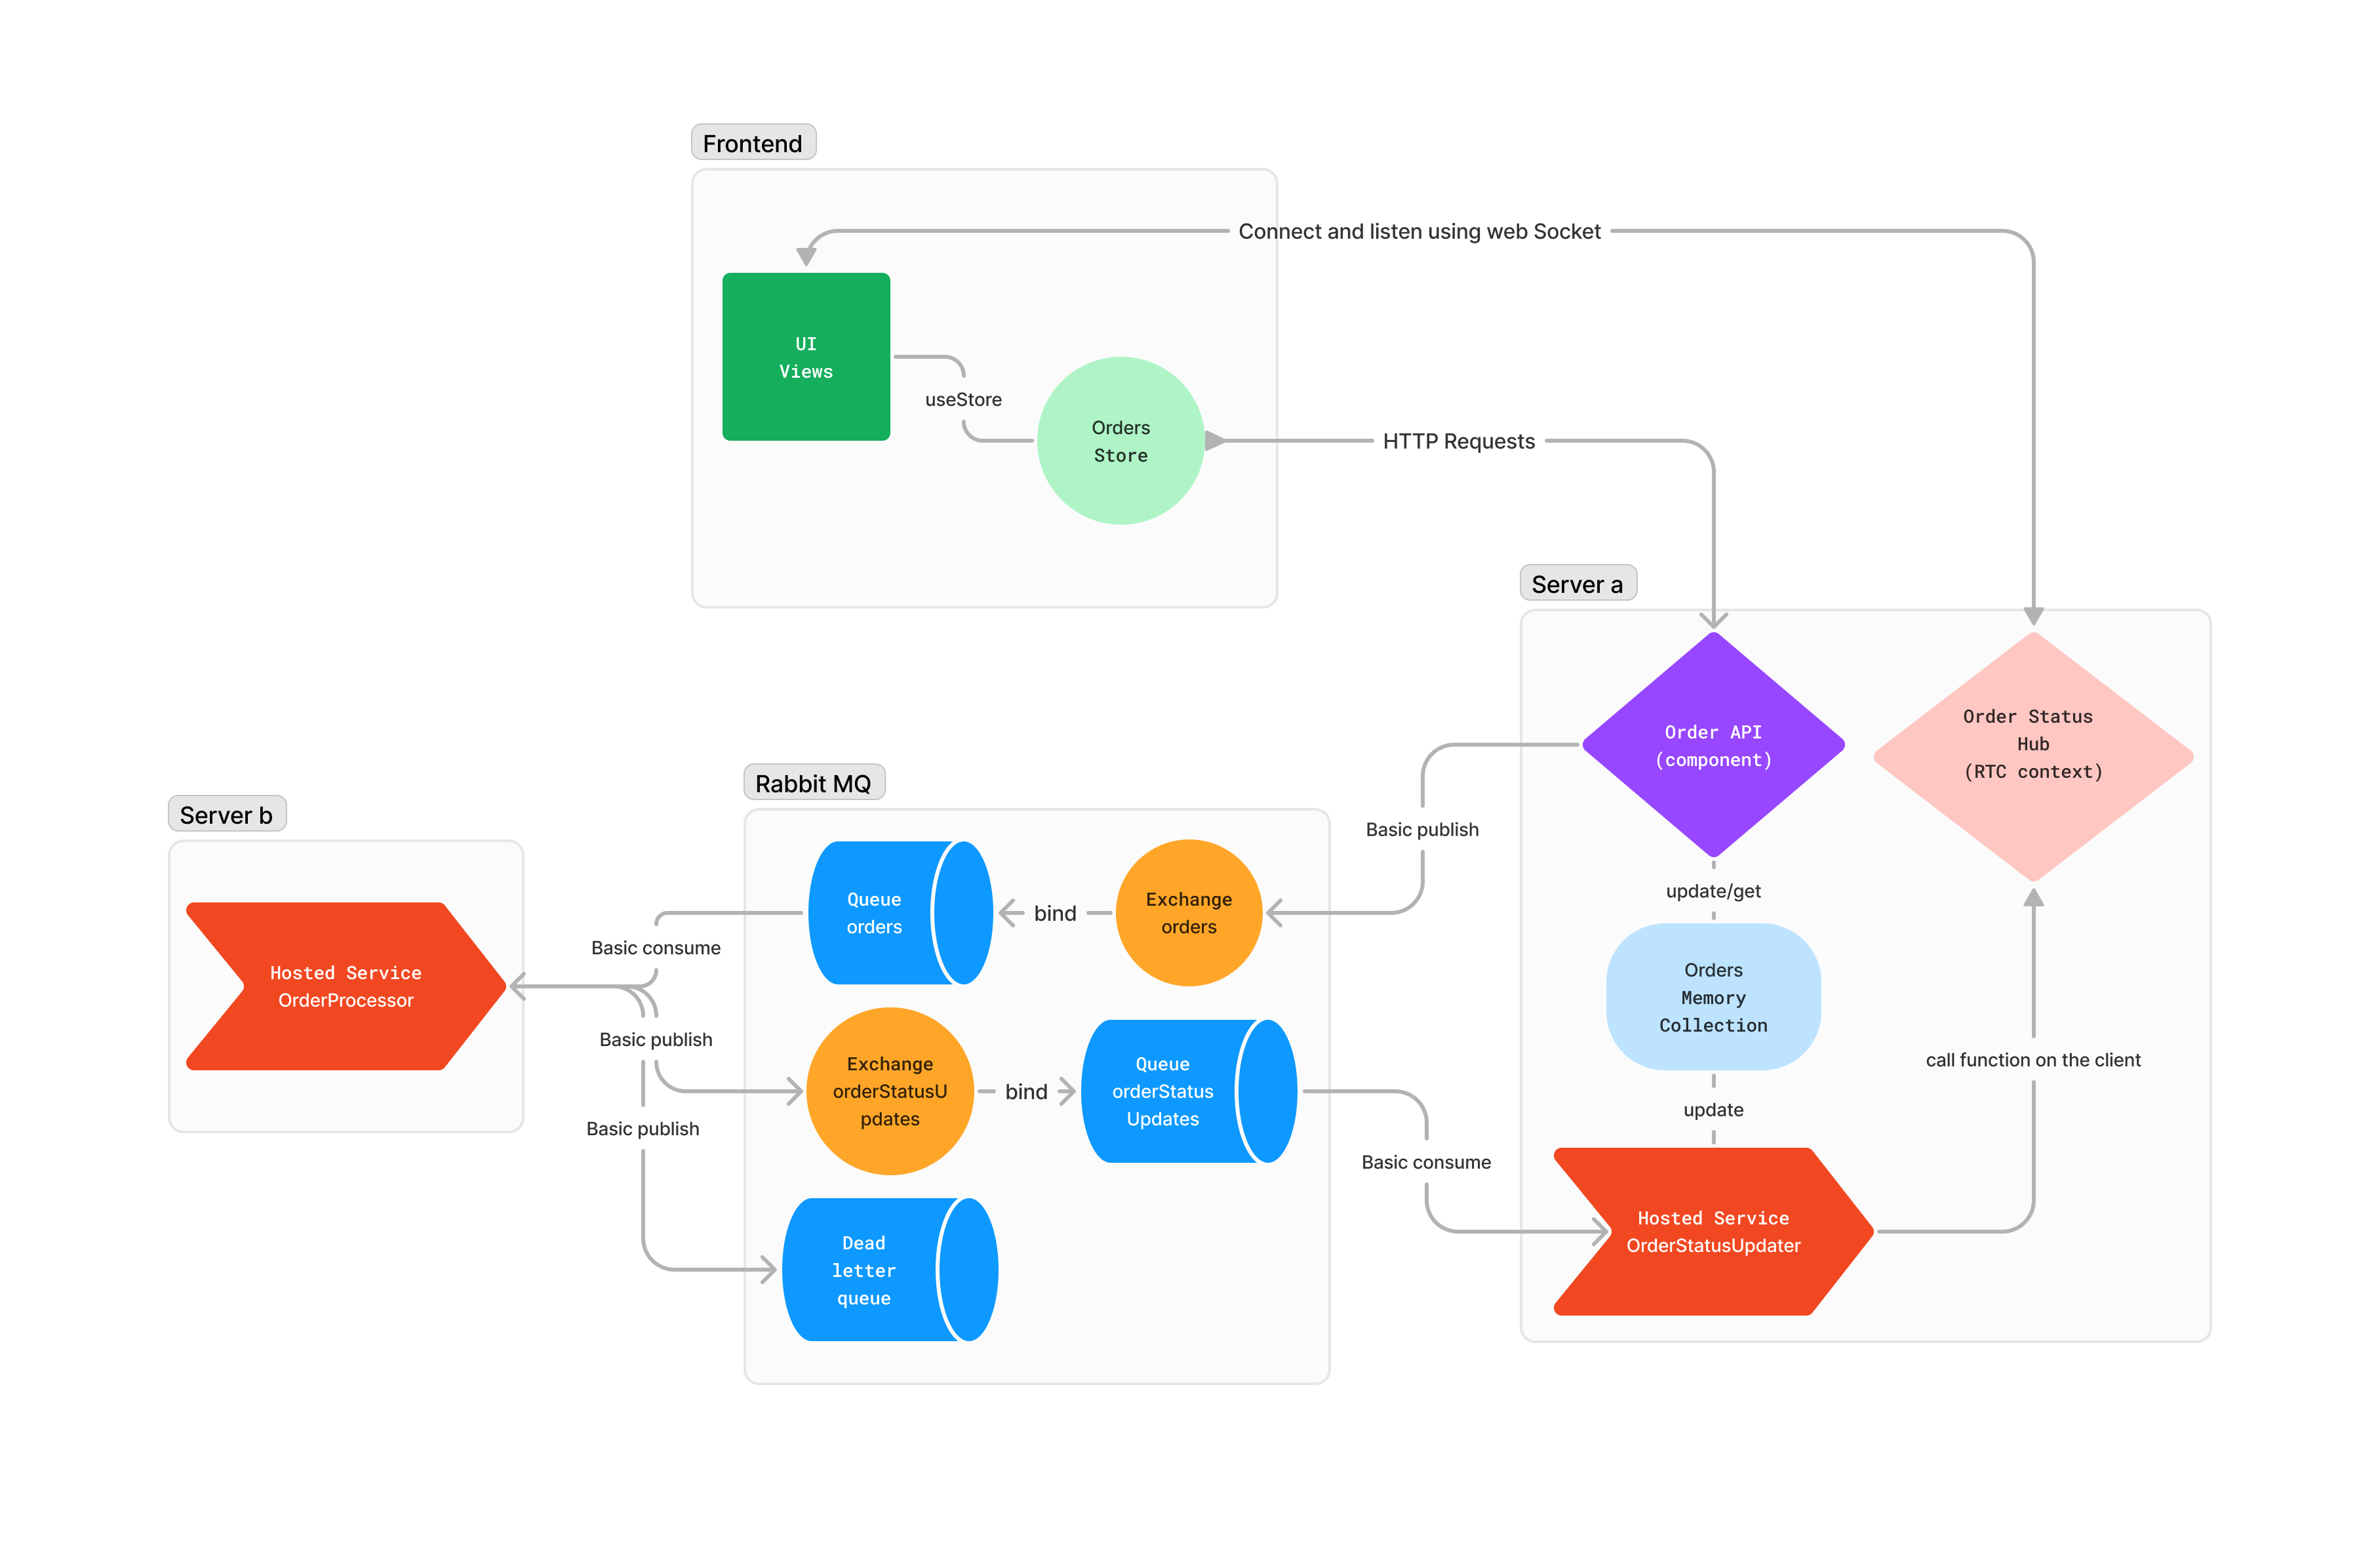 Frontend
Connect and listen using web Socket
UI
Views
useStore
Orders
Store
HTTP Requests
Server a
Order API
(component)
Order Status
Hub
(RTC context)
Basic publish
update/get
Orders
Memory
Collection
update
call function on the client
Hosted Service
OrderStatusUpdater
Rabbit MQ
Queue
orders
bind
Exchange
orders
Exchange
orderStatusU
pdates
bind
Queue
orderStatus
Updates
Basic consume
Dead
letter
queue
Server b
Hosted Service
OrderProcessor
Basic consume
Basic publish
Basic publish